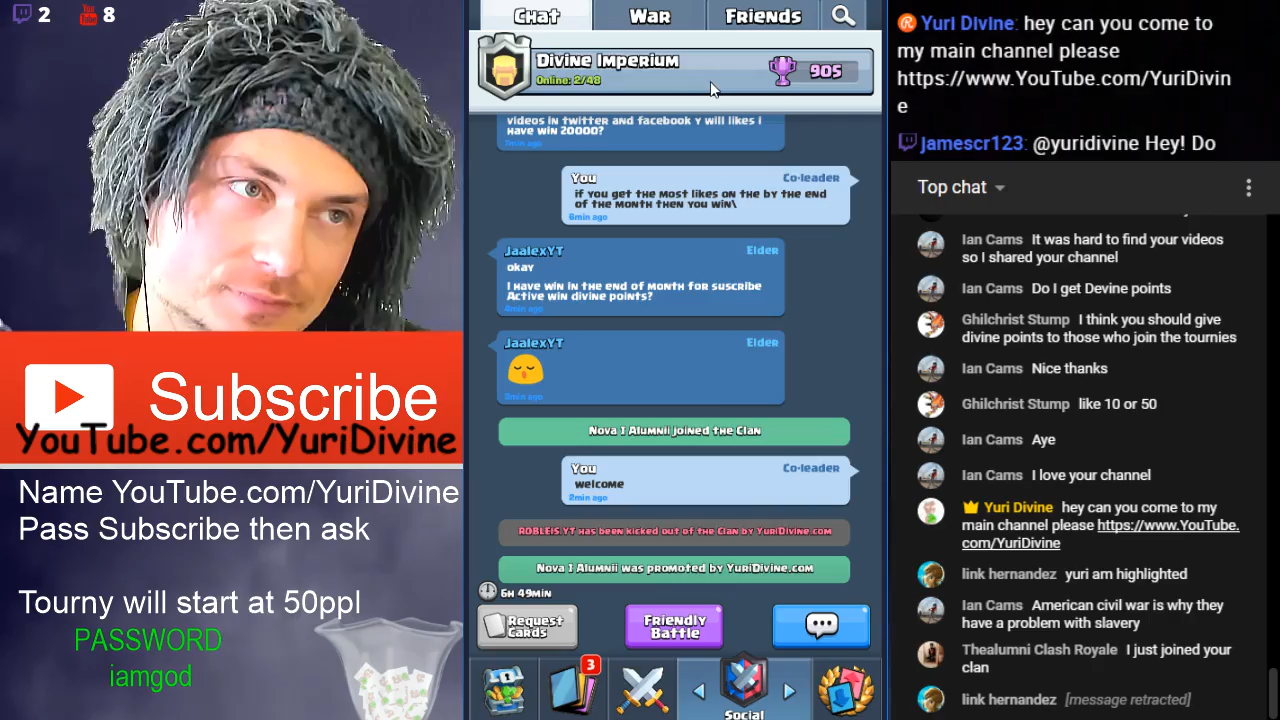 2 8
Subscribe
YouTube.com/YuriDivine
Name YouTube.com/YuriDivine
Pass Subscribe then ask
Tourny will start at 50ppl
PASSWORD
iamgod
Chat War Friends
Divine Imperium
Online: 2/48
905
videos in twitter and facebook Y will likes I
have win 20000?
You Co-leader
if you get the most likes on the by the end
of the month then you win\
6min ago
JaalexYT Elder
okay
I have win in the end of month for suscribe
Active win divine points?
4min ago
JaalexYT Elder
Nova I Alumnii joined the Clan
You Co-leader
welcome
2min ago
ROBLEIS YT has been kicked out of the Clan by YuriDivine.com
Nova I Alumnii was promoted by YuriDivine.com
6h 49min
Request
Cards
Friendly
Battle
3
Social
Yuri Divine: hey can you come to
my main channel please
https://www.YouTube.com/YuriDivin
e
Jamescr123: @yuridivine Hey! Do
Top chat
Ian Cams It was hard to find your videos
so I shared your channel
Ian Cams Do I get Devine points
Ghilchrist Stump I think you should give
divine points to those who join the tournies
Ian Cams Nice thanks
Ghilchrist Stump like 10 or 50
Ian Cams Aye
Ian Cams I love your channel
Yuri Divine hey can you come to my
main channel please https://www.YouTube.
com/YuriDivine
link hernandez yuri am highlighted
Ian Cams American civil war is why they
have a problem with slavery
Thealumni Clash Royale I just joined your
clan
link hernandez [message retracted]